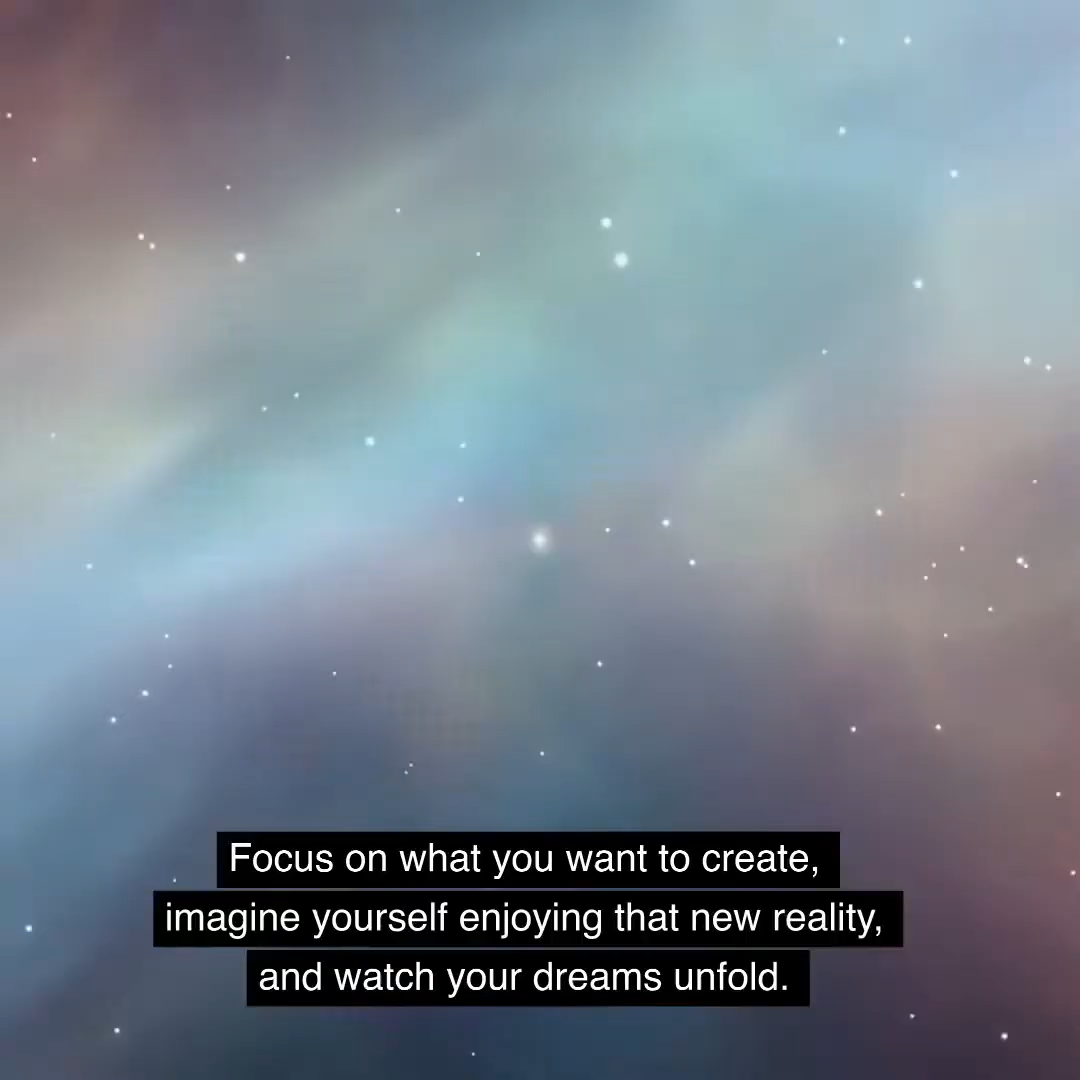 Focus on what you want to create,
imagine yourself enjoying that new reality,
and watch your dreams unfold.